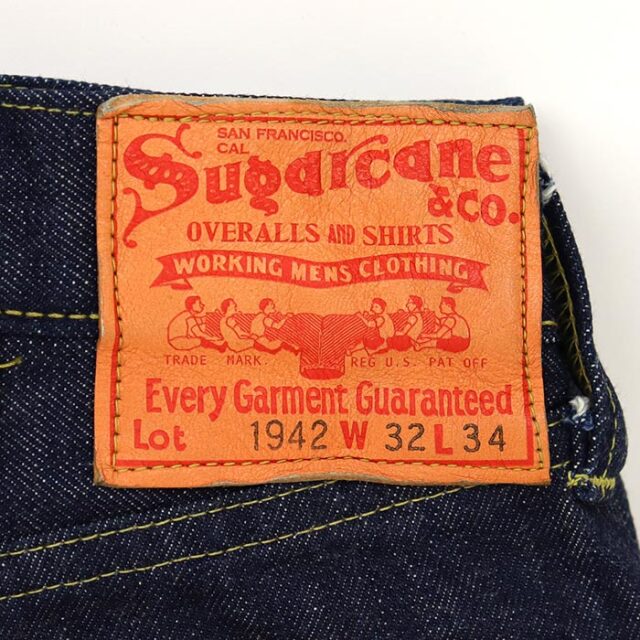 SAN FRANCISCO.
CAL
Sugarcane
&co.
OVERALLS AND SHIRTS
WORKING MENS CLOTHING
TRADE MARK. REG U.S. PAT OFF
Every Garment Guaranteed
Lot 1942 W 32 L 34